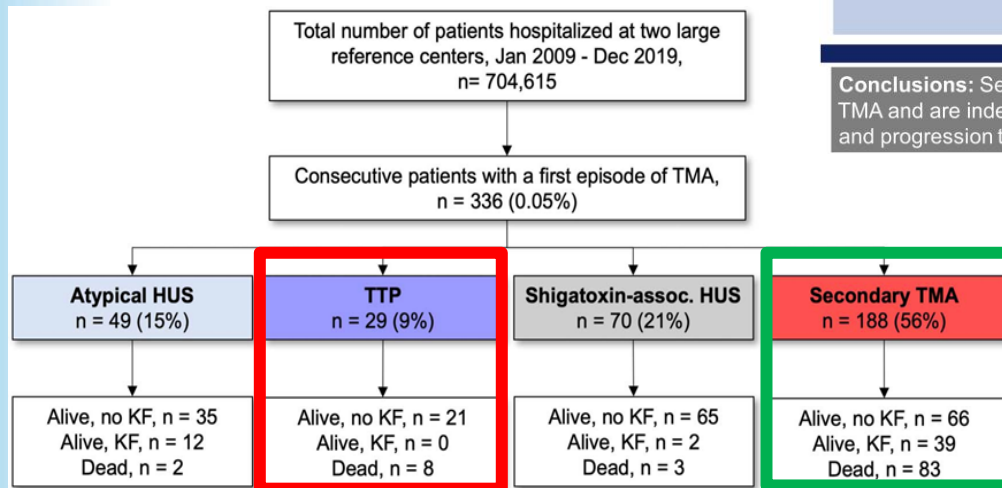 Total number of patients hospitalized at two large
reference centers, Jan 2009 - Dec 2019,
n= 704,615
Conclusions: Se
TMA and are inde
and progression t
Consecutive patients with a first episode of TMA,
n = 336 (0.05%)
Atypical HUS
n = 49 (15%)
TTP
n = 29 (9%)
Shigatoxin-assoc. HUS
n = 70 (21%)
Secondary TMA
n = 188 (56%)
Alive, no KF, n = 35
Alive, KF, n = 12
Dead, n = 2
Alive, no KF, n = 21
Alive, KF, n = 0
Dead, n = 8
Alive, no KF, n = 65
Alive, KF, n = 2
Dead, n = 3
Alive, no KF, n = 66
Alive, KF, n = 39
Dead, n = 83